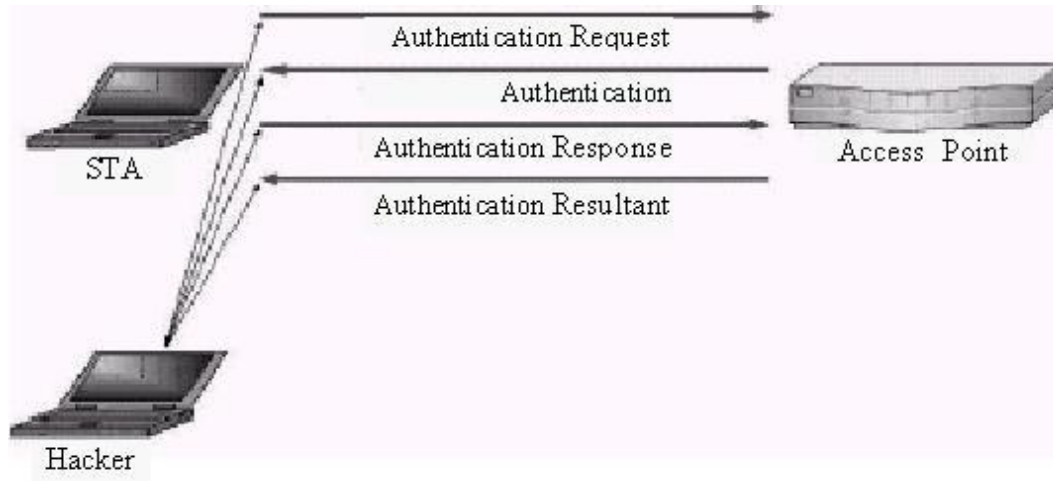 Authentication Request
Authentication
Authentication Response
Authentication Resultant
STA
Access Point
Hacker